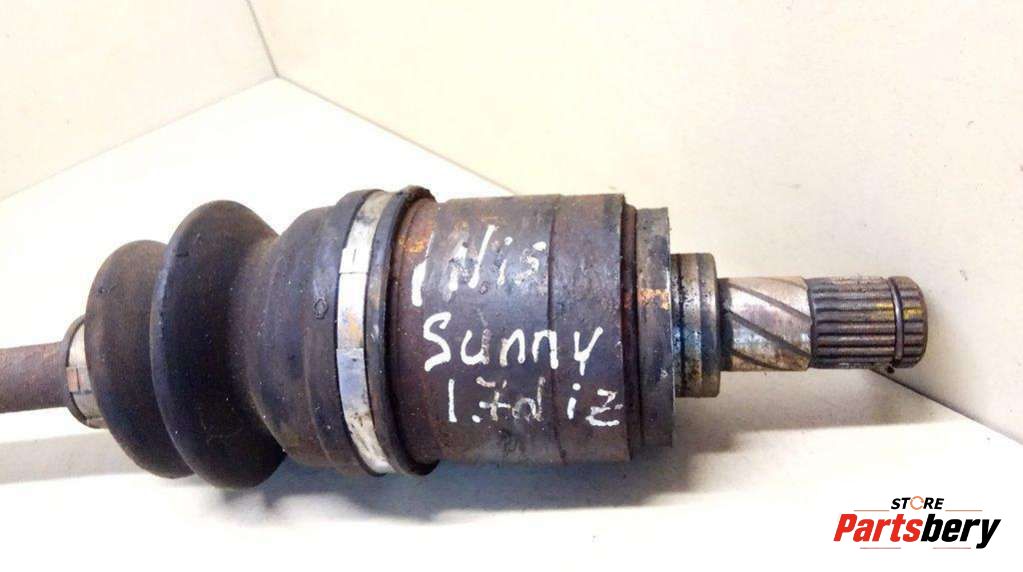 Nis
Sunny
1.7d iz
STORE
Partsbery